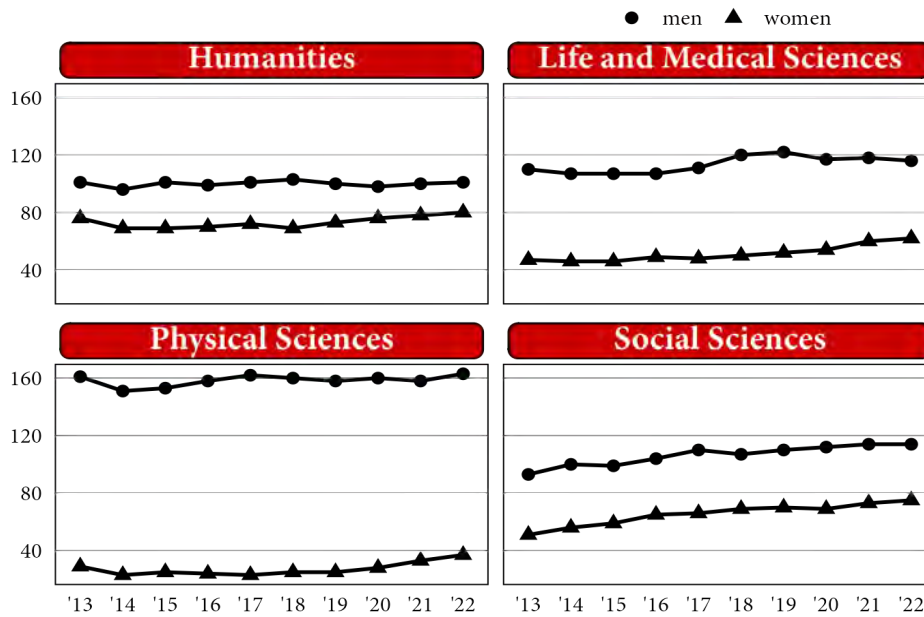 men women
Humanities Life and Medical Sciences
160
120
80
40
Physical Sciences Social Sciences
160
120
80
40
'13 '14 '15 '16 '17 '18 '19 '20 '21 '22 '13 '14 '15 '16 '17 '18 '19 '20 '21 '22